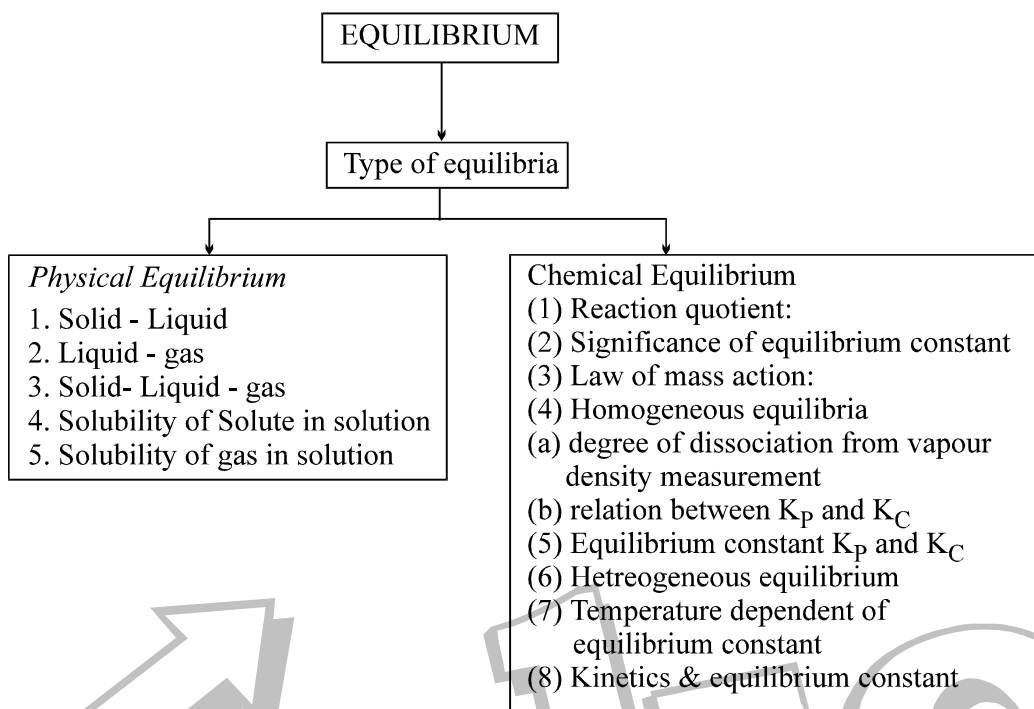 EQUILIBRIUM
Type of equilibria
Physical Equilibrium
1. Solid - Liquid
2. Liquid - gas
3. Solid- Liquid - gas
4. Solubility of Solute in solution
5. Solubility of gas in solution
Chemical Equilibrium
(1) Reaction quotient:
(2) Significance of equilibrium constant
(3) Law of mass action:
(4) Homogeneous equilibria
(a) degree of dissociation from vapour
density measurement
(b) relation between K_P and K_C
(5) Equilibrium constant K_P and K_C
(6) Hetreogeneous equilibrium
(7) Temperature dependent of
equilibrium constant
(8) Kinetics & equilibrium constant